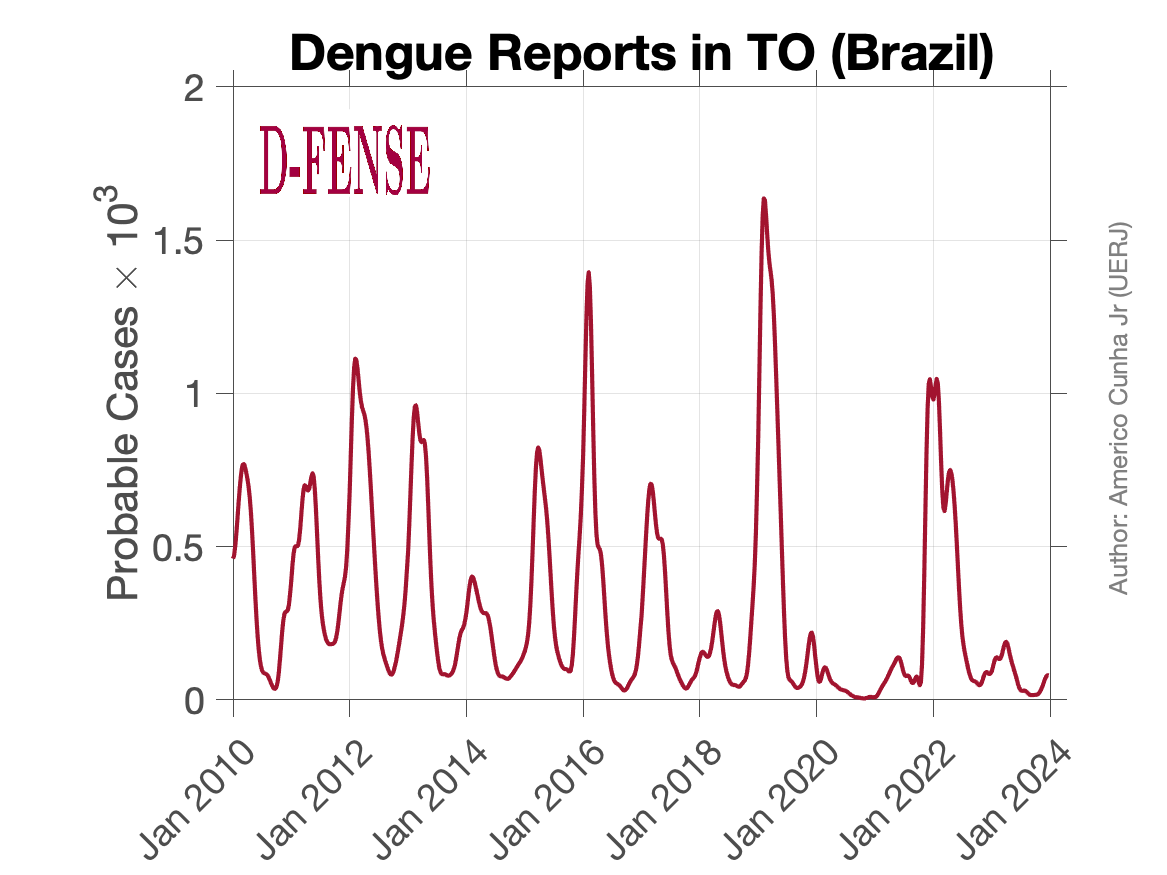 Dengue Reports in TO (Brazil)
D-FENSE
Probable Cases × 10³
2
1.5
1
0.5
0
Jan 2010
Jan 2012
Jan 2014
Jan 2016
Jan 2018
Jan 2020
Jan 2022
Jan 2024
Author: Americo Cunha Jr (UERJ)